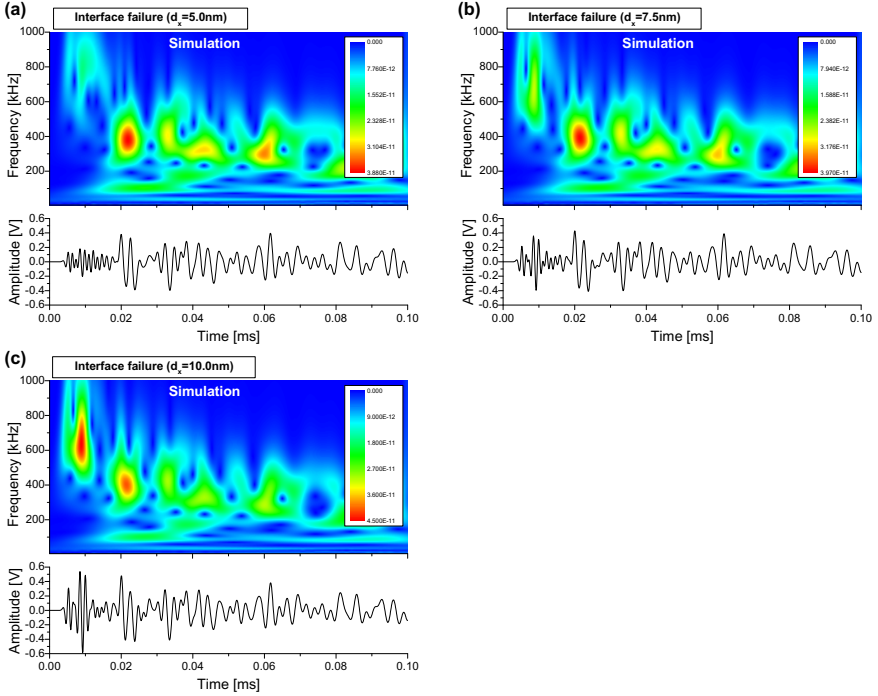 (a)
Interface failure (dₓ=5.0nm)
Simulation
Frequency [kHz]
1000
800
600
400
200
0.000
7.760E-12
1.552E-11
2.328E-11
3.104E-11
3.880E-11
Amplitude [V]
0.6
0.4
0.2
0.0
-0.2
-0.4
-0.6
0.00 0.02 0.04 0.06 0.08 0.10
Time [ms]
(b)
Interface failure (dₓ=7.5nm)
Simulation
Frequency [kHz]
1000
800
600
400
200
0.000
7.940E-12
1.588E-11
2.382E-11
3.176E-11
3.970E-11
Amplitude [V]
0.6
0.4
0.2
0.0
-0.2
-0.4
-0.6
0.00 0.02 0.04 0.06 0.08 0.10
Time [ms]
(c)
Interface failure (dₓ=10.0nm)
Simulation
Frequency [kHz]
1000
800
600
400
200
0.000
9.000E-12
1.800E-11
2.700E-11
3.600E-11
4.500E-11
Amplitude [V]
0.6
0.4
0.2
0.0
-0.2
-0.4
-0.6
0.00 0.02 0.04 0.06 0.08 0.10
Time [ms]